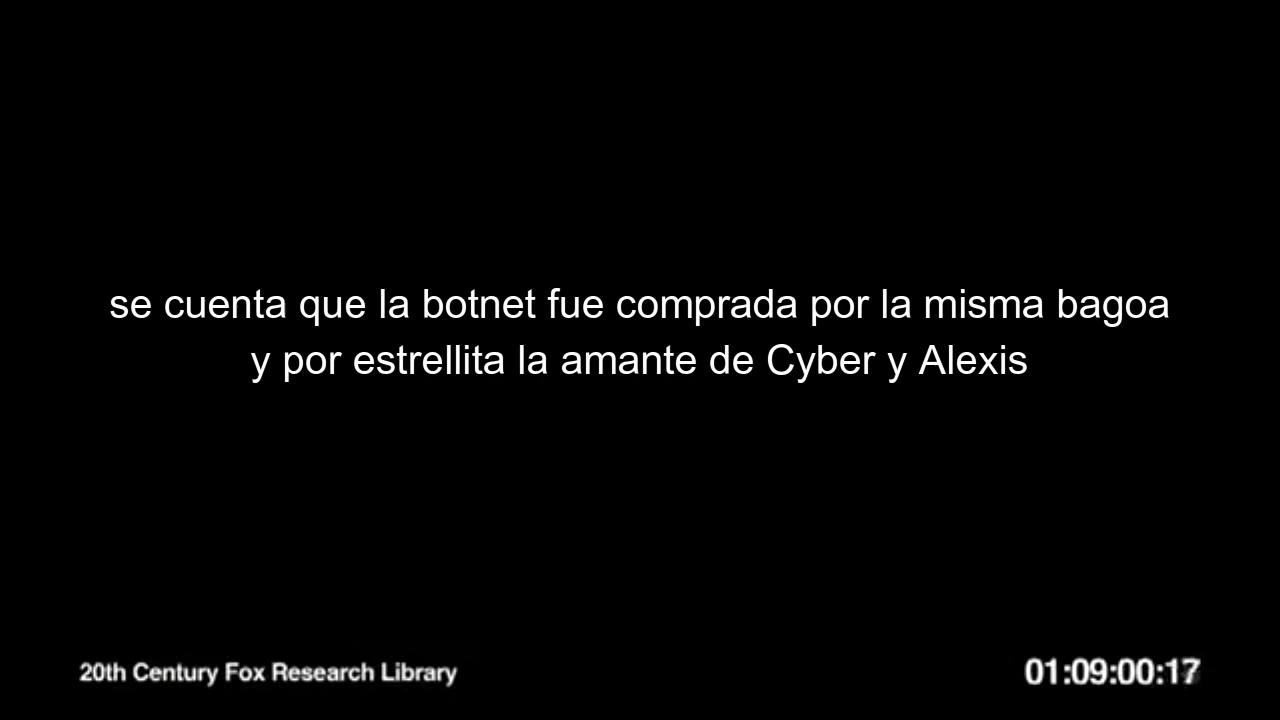 se cuenta que la botnet fue comprada por la misma bagoa
y por estrellita la amante de Cyber y Alexis
20th Century Fox Research Library
01:09:00:17